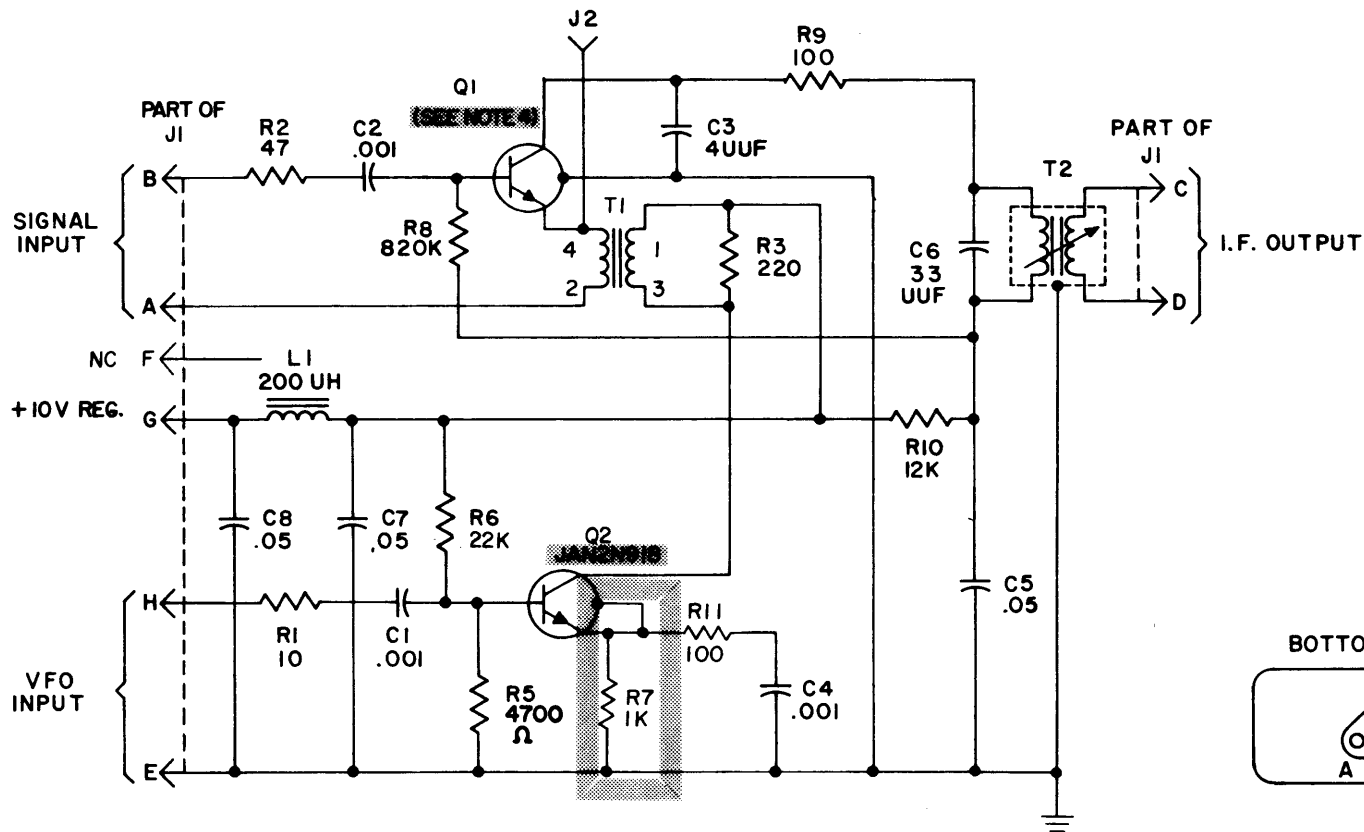 J2
R9
100
Q1
(SEE NOTE 4)
PART OF
J1
R2
47
C2
.001
C3
4UUF
PART OF
J1
T2
B
C
SIGNAL
INPUT
R8
820K
T1
4
1
2
3
R3
220
C6
33
UUF
I.F. OUTPUT
A
D
NC
F
L1
200 UH
+10V REG.
G
R10
12K
C8
.05
C7
.05
R6
22K
Q2
JAN2N918
C5
.05
H
R1
10
C1
.001
R11
100
VFO
INPUT
R5
4700
Ω
R7
1K
C4
.001
E
BOTTO
A